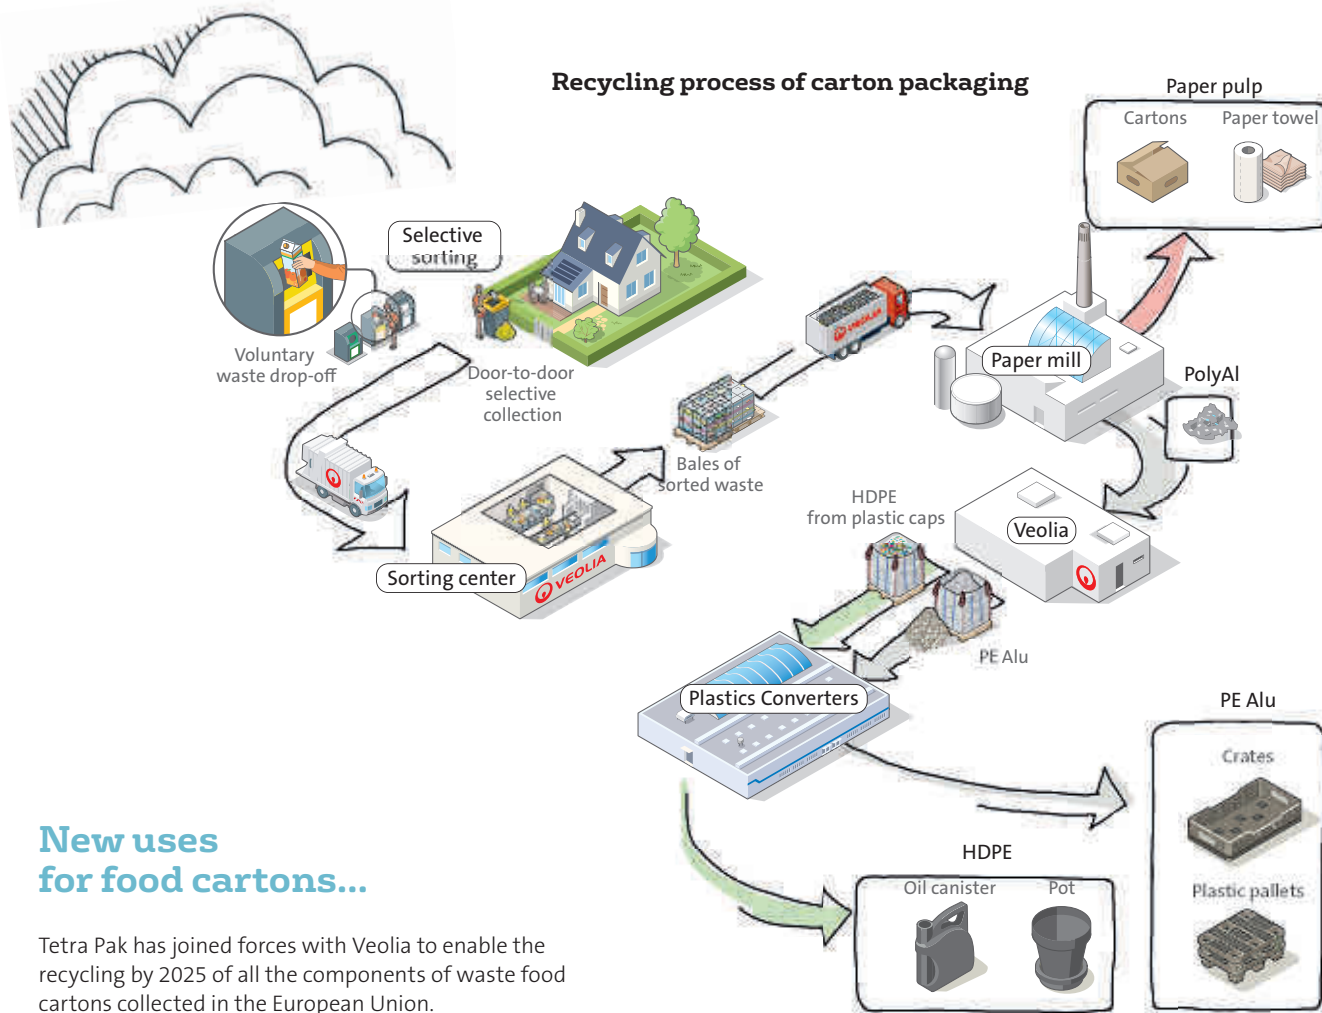 Recycling process of carton packaging
Paper pulp
Cartons
Paper towel
Selective
sorting
Voluntary
waste drop-off
Door-to-door
selective
collection
VEOLIA
Paper mill
PolyAl
Bales of
sorted waste
HDPE
from plastic caps
Veolia
Sorting center
VEOLIA
PE Alu
Plastics Converters
PE Alu
Crates
Plastic pallets
HDPE
Oil canister
Pot
New uses
for food cartons...
Tetra Pak has joined forces with Veolia to enable the
recycling by 2025 of all the components of waste food
cartons collected in the European Union.